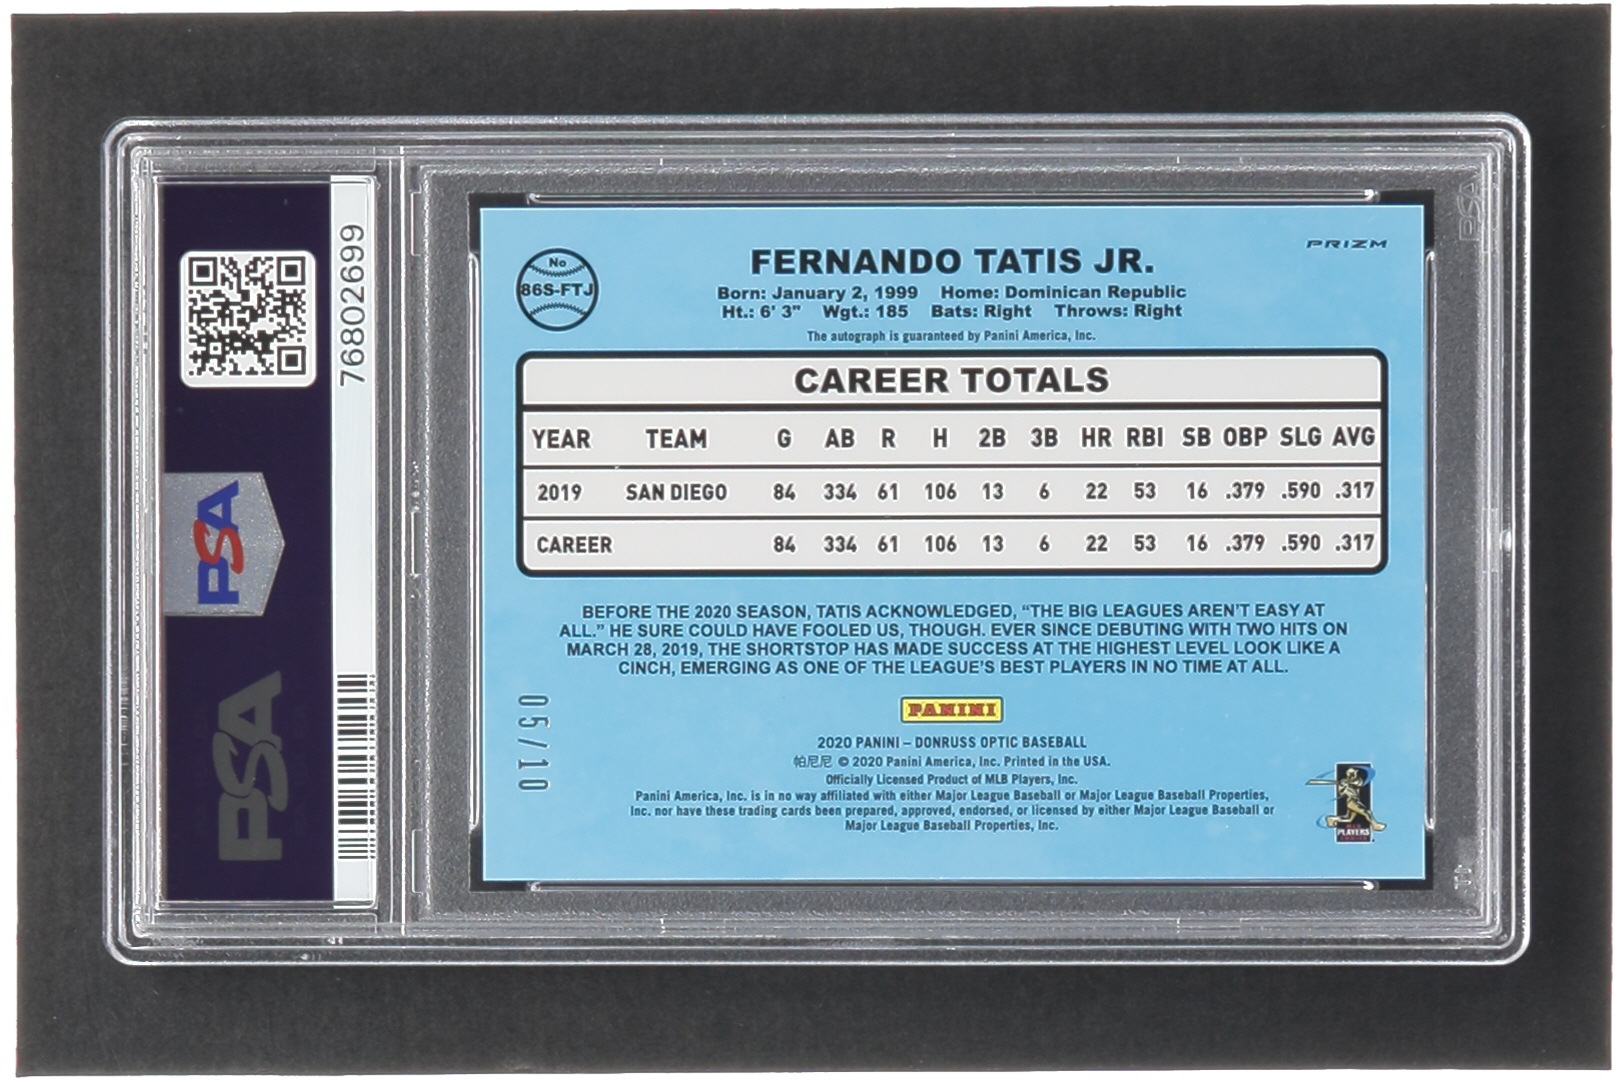 76802699
PSA
PSA
PSA
PRIZM
No
86S-FTJ
FERNANDO TATIS JR.
Born: January 2, 1999 Home: Dominican Republic
Ht.: 6' 3" Wgt.: 185 Bats: Right Throws: Right
The autograph is guaranteed by Panini America, Inc.
CAREER TOTALS
YEAR TEAM G AB R H 2B 3B HR RBI SB OBP SLG AVG
2019 SAN DIEGO 84 334 61 106 13 6 22 53 16 .379 .590 .317
CAREER 84 334 61 106 13 6 22 53 16 .379 .590 .317
BEFORE THE 2020 SEASON, TATIS ACKNOWLEDGED, “THE BIG LEAGUES AREN’T EASY AT
ALL.” HE SURE COULD HAVE FOOLED US, THOUGH. EVER SINCE DEBUTING WITH TWO HITS ON
MARCH 28, 2019, THE SHORTSTOP HAS MADE SUCCESS AT THE HIGHEST LEVEL LOOK LIKE A
CINCH, EMERGING AS ONE OF THE LEAGUE’S BEST PLAYERS IN NO TIME AT ALL.
05/10
PANINI
2020 PANINI – DONRUSS OPTIC BASEBALL
帕尼尼 © 2020 Panini America, Inc. Printed in the USA.
Officially Licensed Product of MLB Players, Inc.
Panini America, Inc. is in no way affiliated with either Major League Baseball or Major League Baseball Properties,
Inc. nor have these trading cards been prepared, approved, endorsed, or licensed by either Major League Baseball or
Major League Baseball Properties, Inc.
PLAYERS